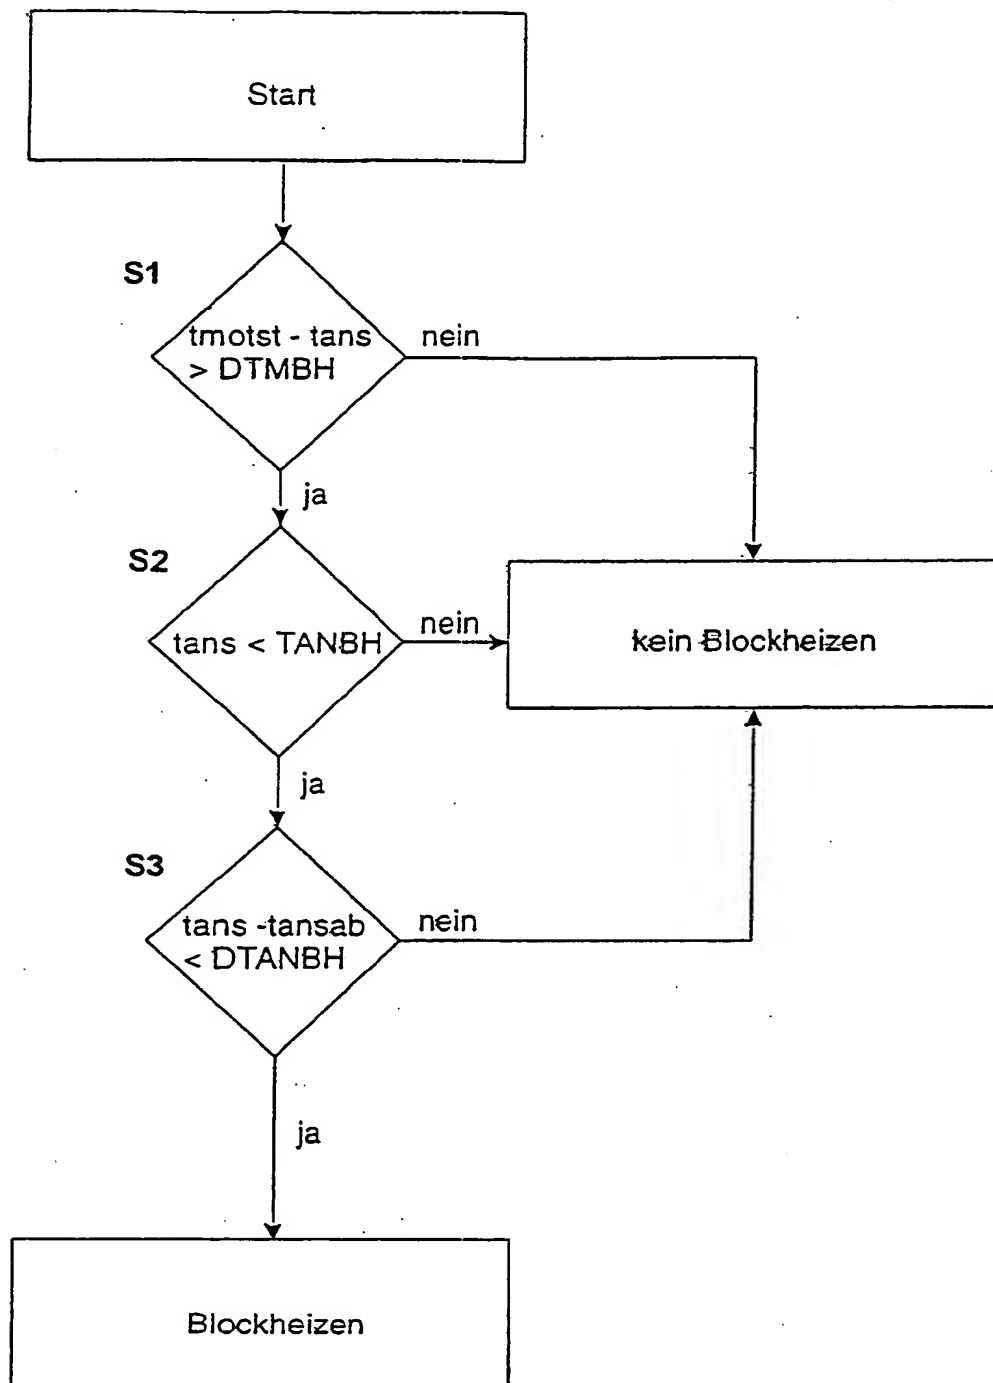 Start
S1
tmotst - tans
> DTMBH
nein
ja
S2
tans < TANBH
nein
kein Blockheizen
ja
S3
tans -tansab
< DTANBH
nein
ja
Blockheizen